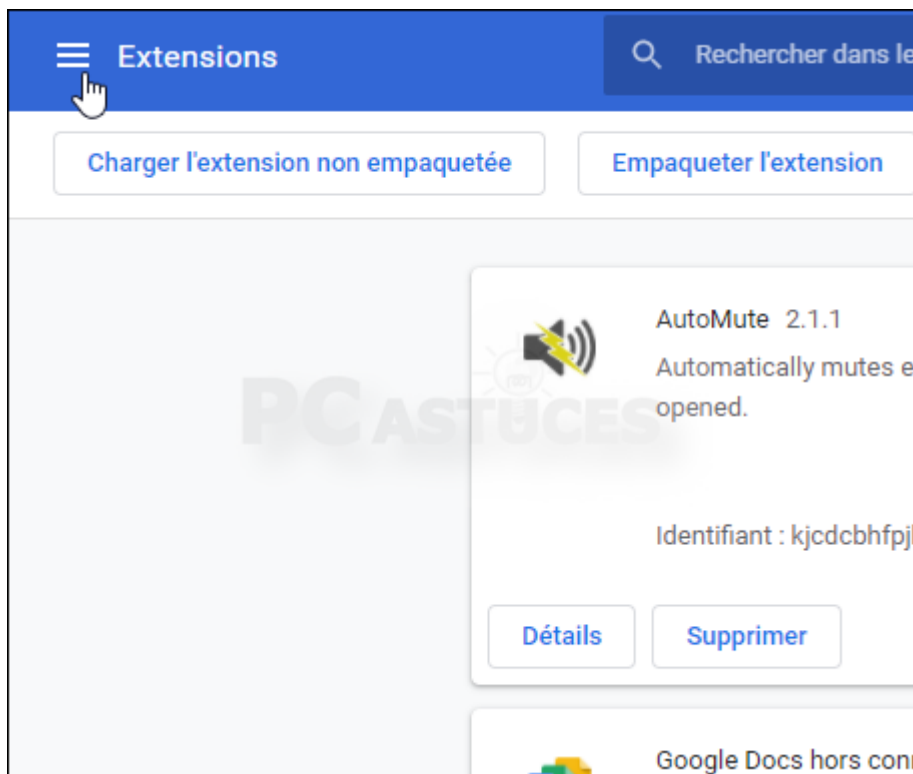 Extensions
Rechercher dans le
Charger l'extension non empaquetée
Empaqueter l'extension
AutoMute 2.1.1
Automatically mutes e
opened.
PC ASTUCES
Identifiant : kjcdcbhfpj
Détails
Supprimer
Google Docs hors con